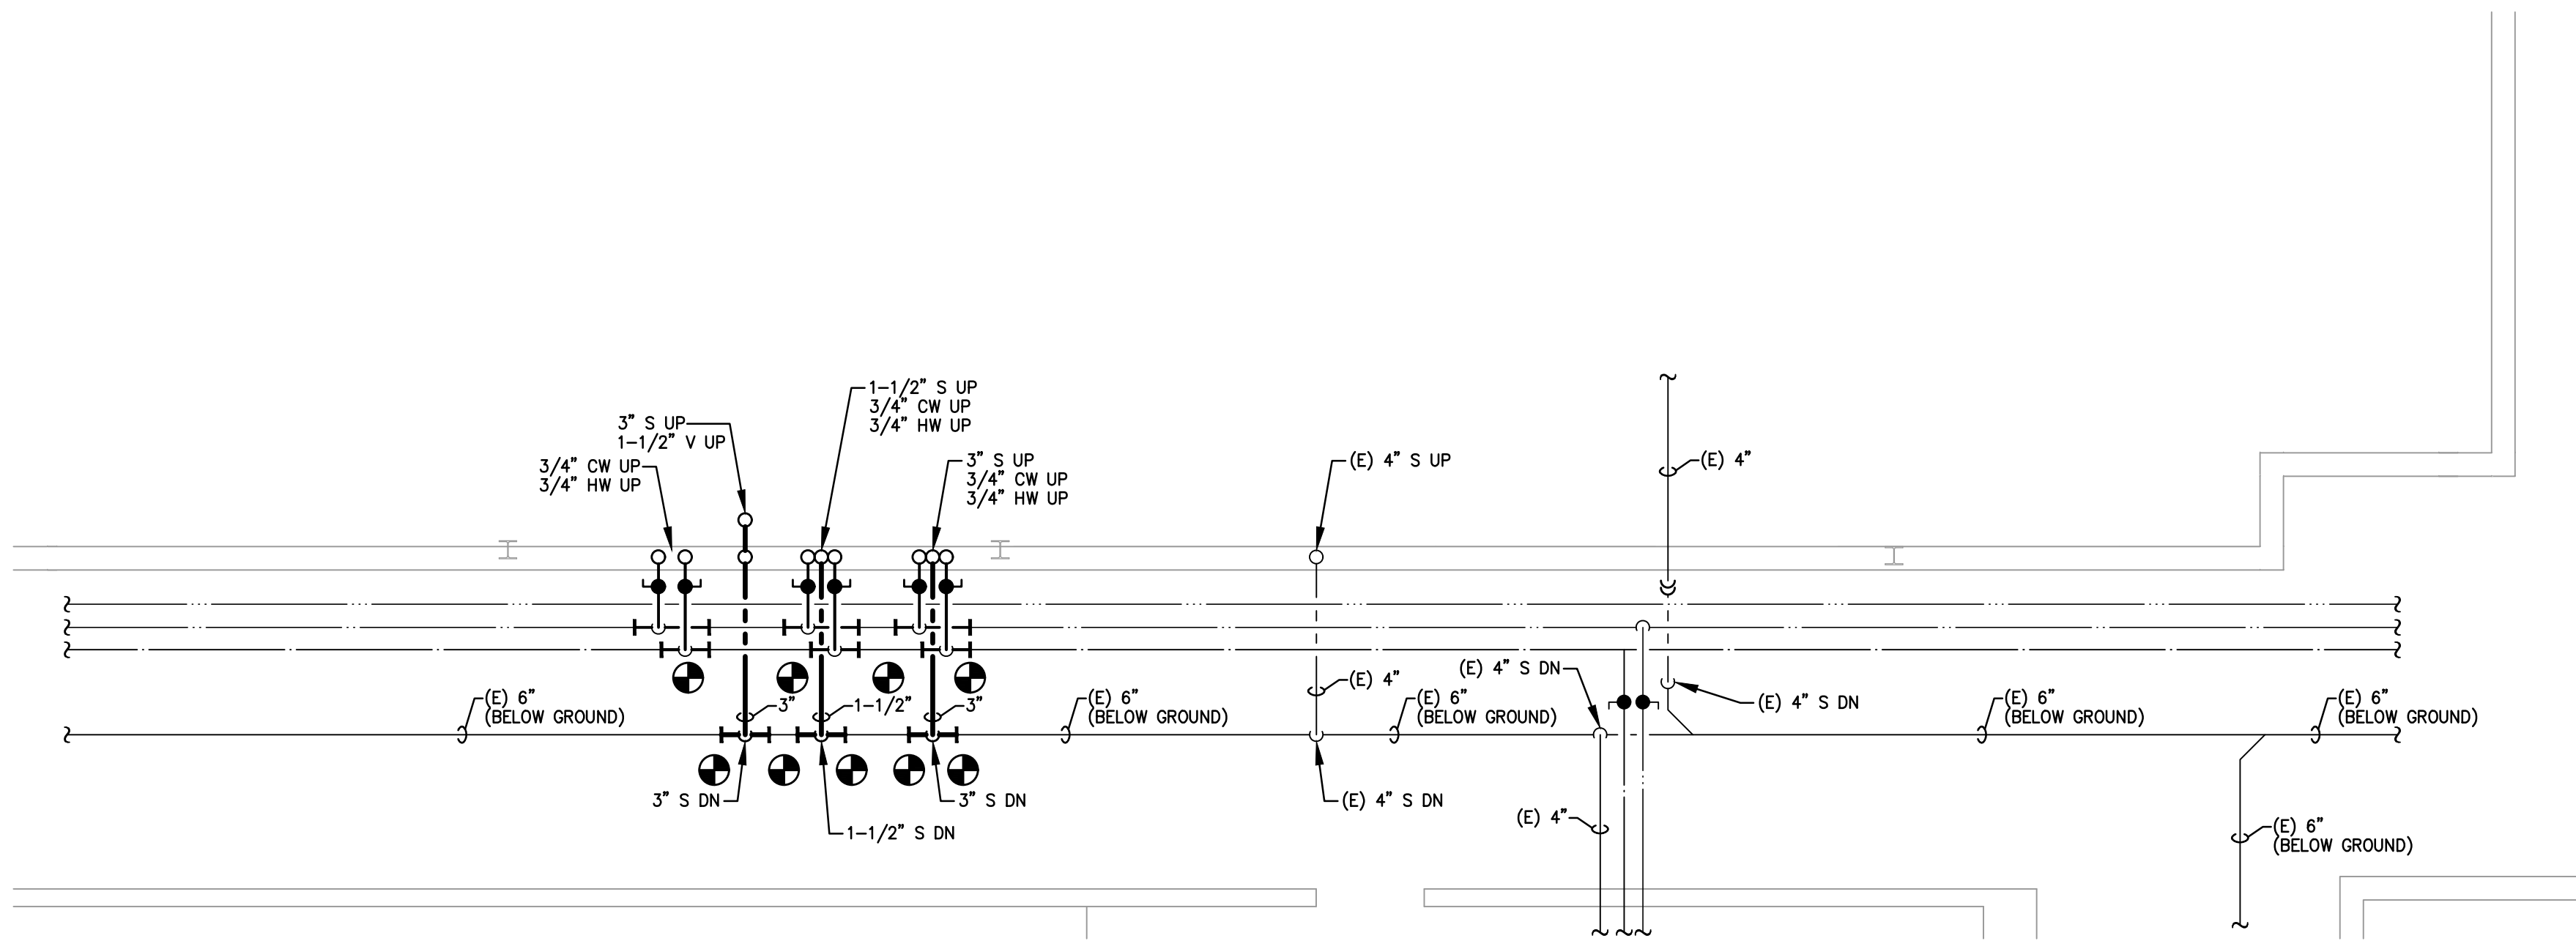 1-1/2" S UP
3/4" CW UP
3/4" HW UP
3" S UP
1-1/2" V UP
3/4" CW UP
3/4" HW UP
3" S UP
3/4" CW UP
3/4" HW UP
(E) 4" S UP
(E) 4"
(E) 6"
(BELOW GROUND)
3"
1-1/2"
3"
(E) 6"
(BELOW GROUND)
(E) 4"
(E) 6"
(BELOW GROUND)
(E) 4" S DN
(E) 4" S DN
(E) 6"
(BELOW GROUND)
(E) 6"
(BELOW GROUND)
3" S DN
1-1/2" S DN
3" S DN
(E) 4" S DN
(E) 4"
(E) 6"
(BELOW GROUND)